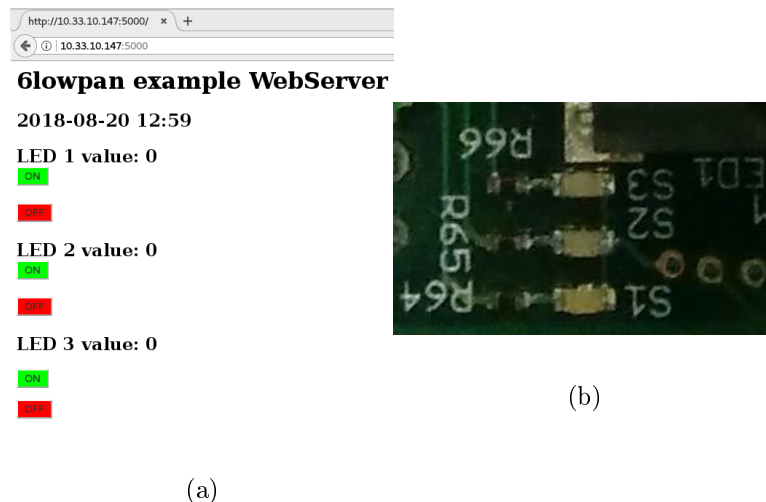 http://10.33.10.147:5000/ × +
10.33.10.147:5000
6lowpan example WebServer
2018-08-20 12:59
LED 1 value: 0
ON
OFF
LED 2 value: 0
ON
OFF
LED 3 value: 0
ON
OFF
(a)
R66
R65
R64
S3
S2
S1
ED1
1
(b)